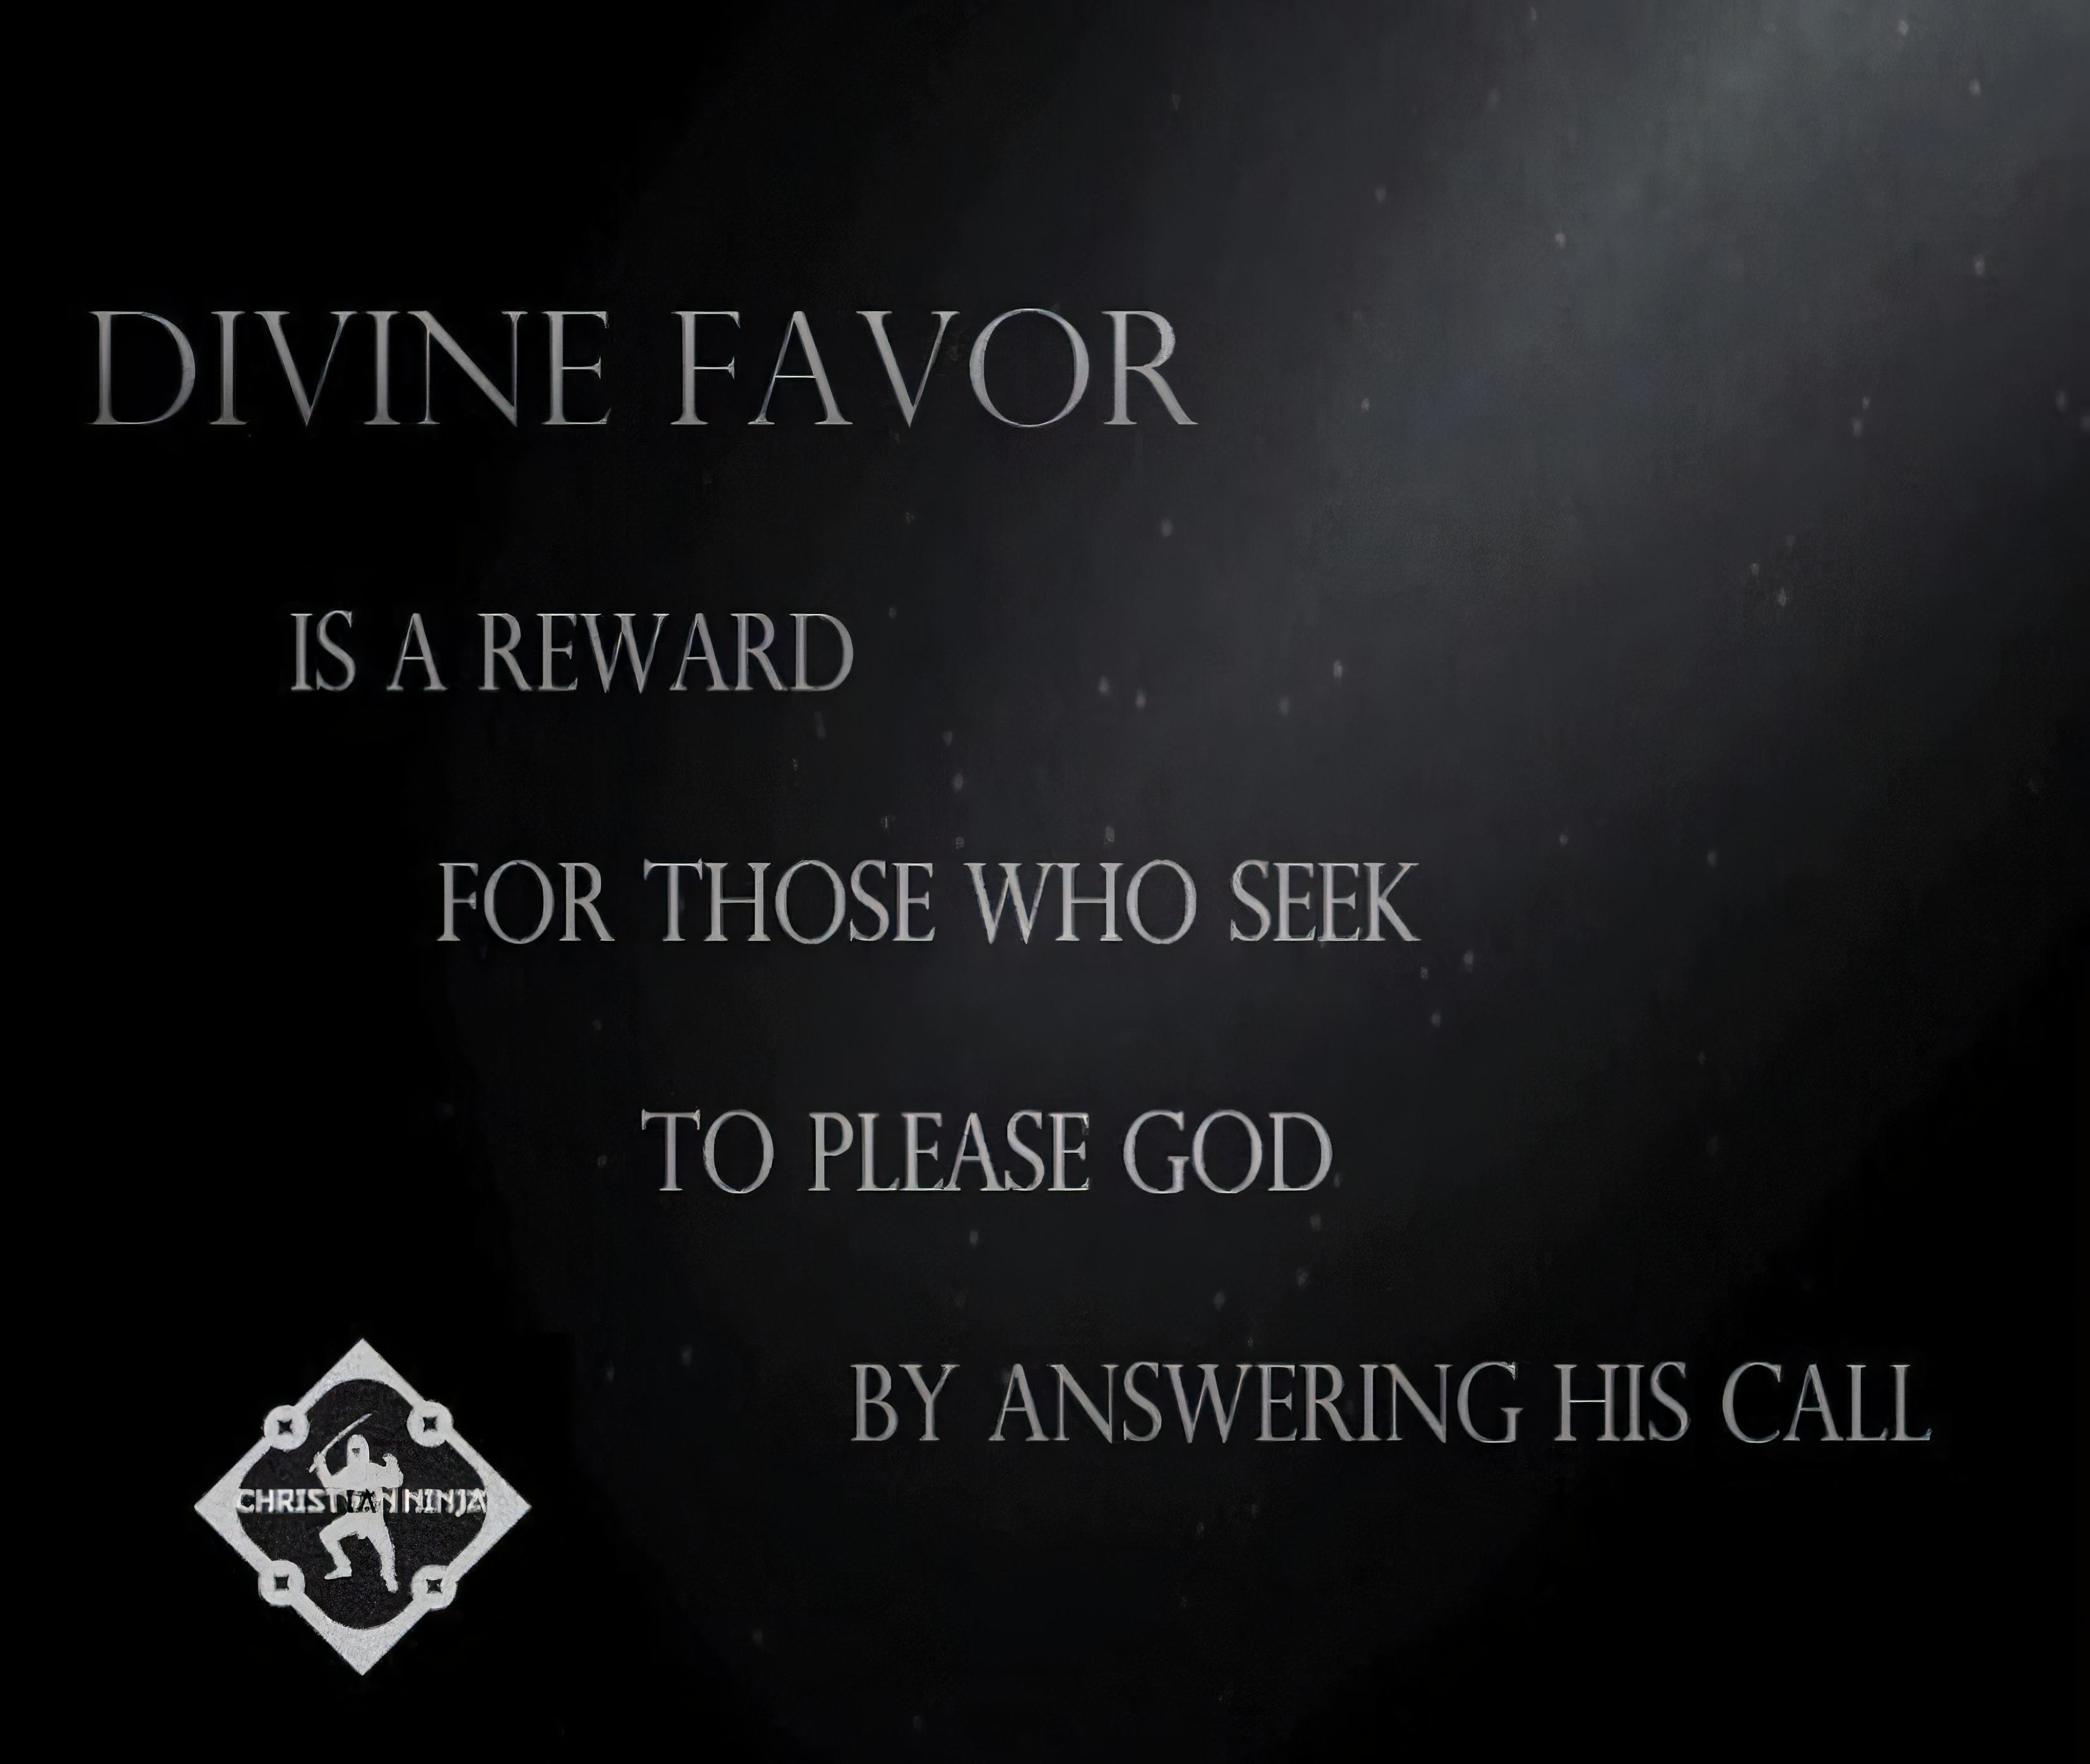 DIVINE FAVOR
IS A REWARD
FOR THOSE WHO SEEK
TO PLEASE GOD
BY ANSWERING HIS CALL
CHRISTIAN NINJA